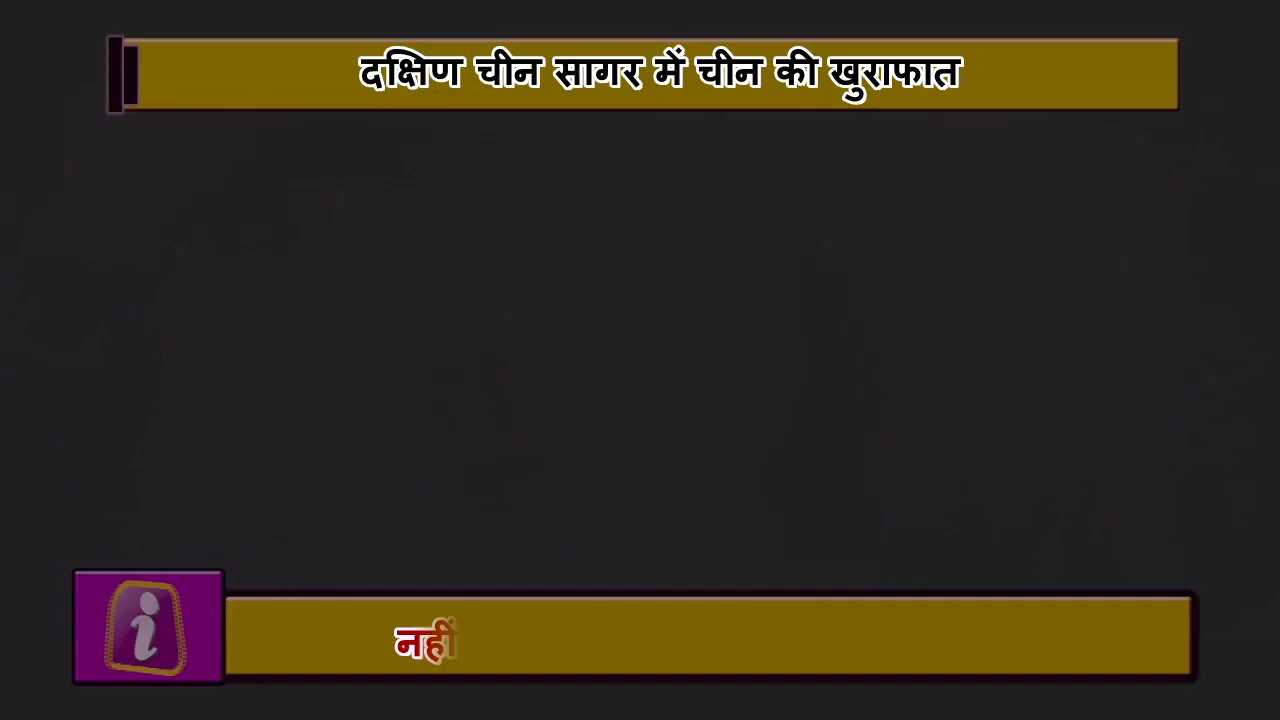 दक्षिण चीन सागर में चीन की खुराफात
नहीं